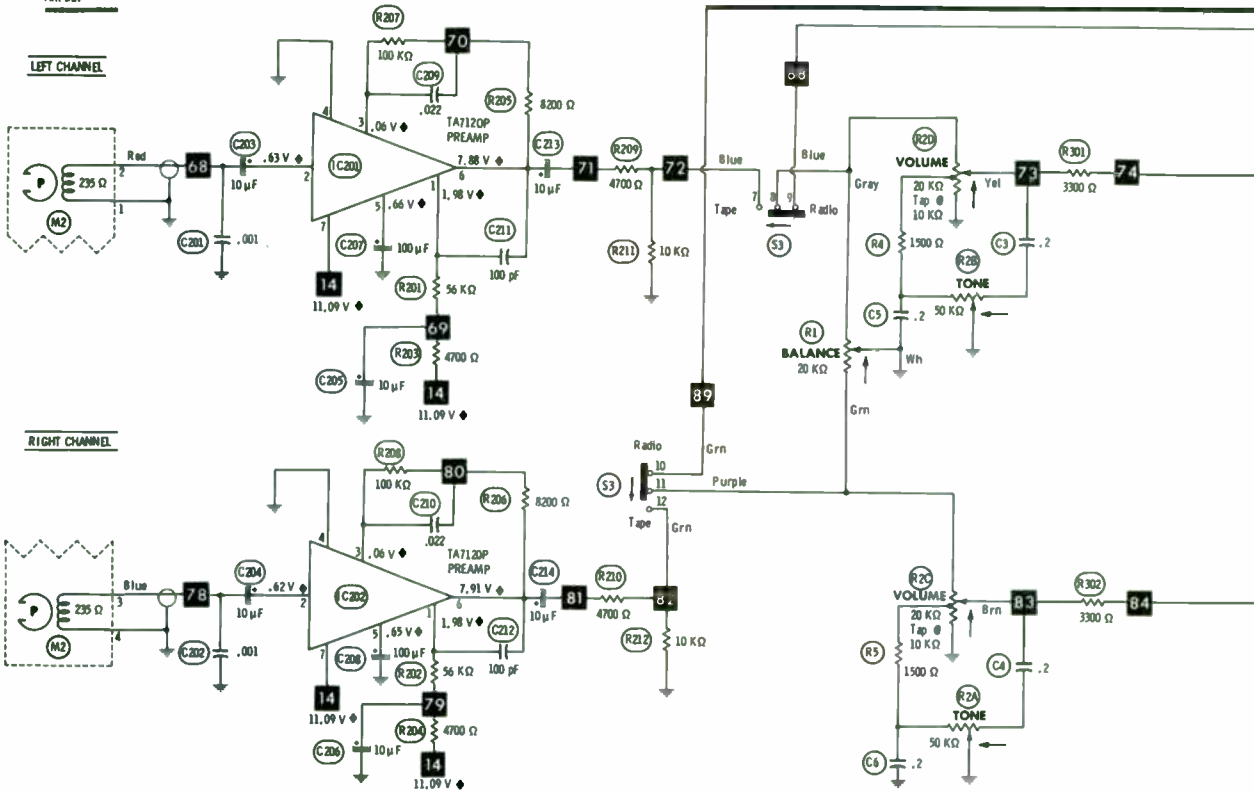 LEFT CHANNEL
R207
100 KΩ
70
C209
.022
R205
8200 Ω
4
3
.06 V ◆
TA7120P
PREAMP
C203
10 µF
.63 V ◆
2
IC201
7.88 V ◆
6
1
1.98 V ◆
C213
10 µF
71
R209
4700 Ω
72
Blue
Blue
Gray
7
8
9
Tape
Radio
S3
Red
2
68
P
235 Ω
1
M2
C201
.001
5
.66 V ◆
7
C207
100 µF
C211
100 pF
R211
10 KΩ
14
11.09 V ◆
R201
56 KΩ
69
R203
4700 Ω
C205
10 µF
14
11.09 V ◆
R2D
VOLUME
20 KΩ
Tap @
10 KΩ
Yel
73
R301
3300 Ω
74
R4
1500 Ω
C3
.2
R2B
TONE
50 KΩ
C5
.2
R1
BALANCE
20 KΩ
Wh
Grn
89
Grn
RIGHT CHANNEL
R208
100 KΩ
80
C210
.022
R206
8200 Ω
Radio
10
11
12
S3
Purple
Tape
Grn
4
3
.06 V ◆
TA7120P
PREAMP
Blue
3
78
C204
10 µF
.62 V ◆
2
IC202
7.91 V ◆
6
1
1.98 V ◆
C214
10 µF
81
R210
4700 Ω
P
235 Ω
4
M2
C202
.001
5
.65 V ◆
7
C208
100 µF
C212
100 pF
R212
10 KΩ
14
11.09 V ◆
R202
56 KΩ
79
R204
4700 Ω
C206
10 µF
14
11.09 V ◆
R2C
VOLUME
20 KΩ
Tap @
10 KΩ
Brn
83
R302
3300 Ω
84
R5
1500 Ω
C4
.2
R2A
TONE
50 KΩ
C6
.2